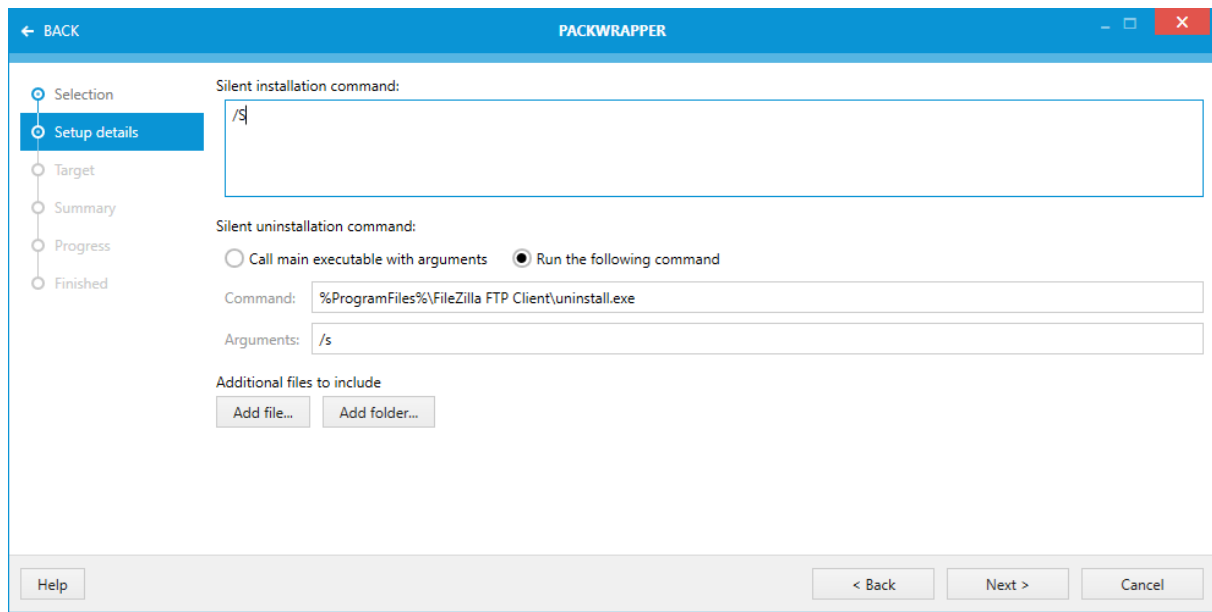 BACK
PACKWRAPPER
Selection
Setup details
Target
Summary
Progress
Finished
Silent installation command:
/S
Silent uninstallation command:
Call main executable with arguments Run the following command
Command: %ProgramFiles%\FileZilla FTP Client\uninstall.exe
Arguments: /s
Additional files to include
Add file... Add folder...
Help < Back Next > Cancel